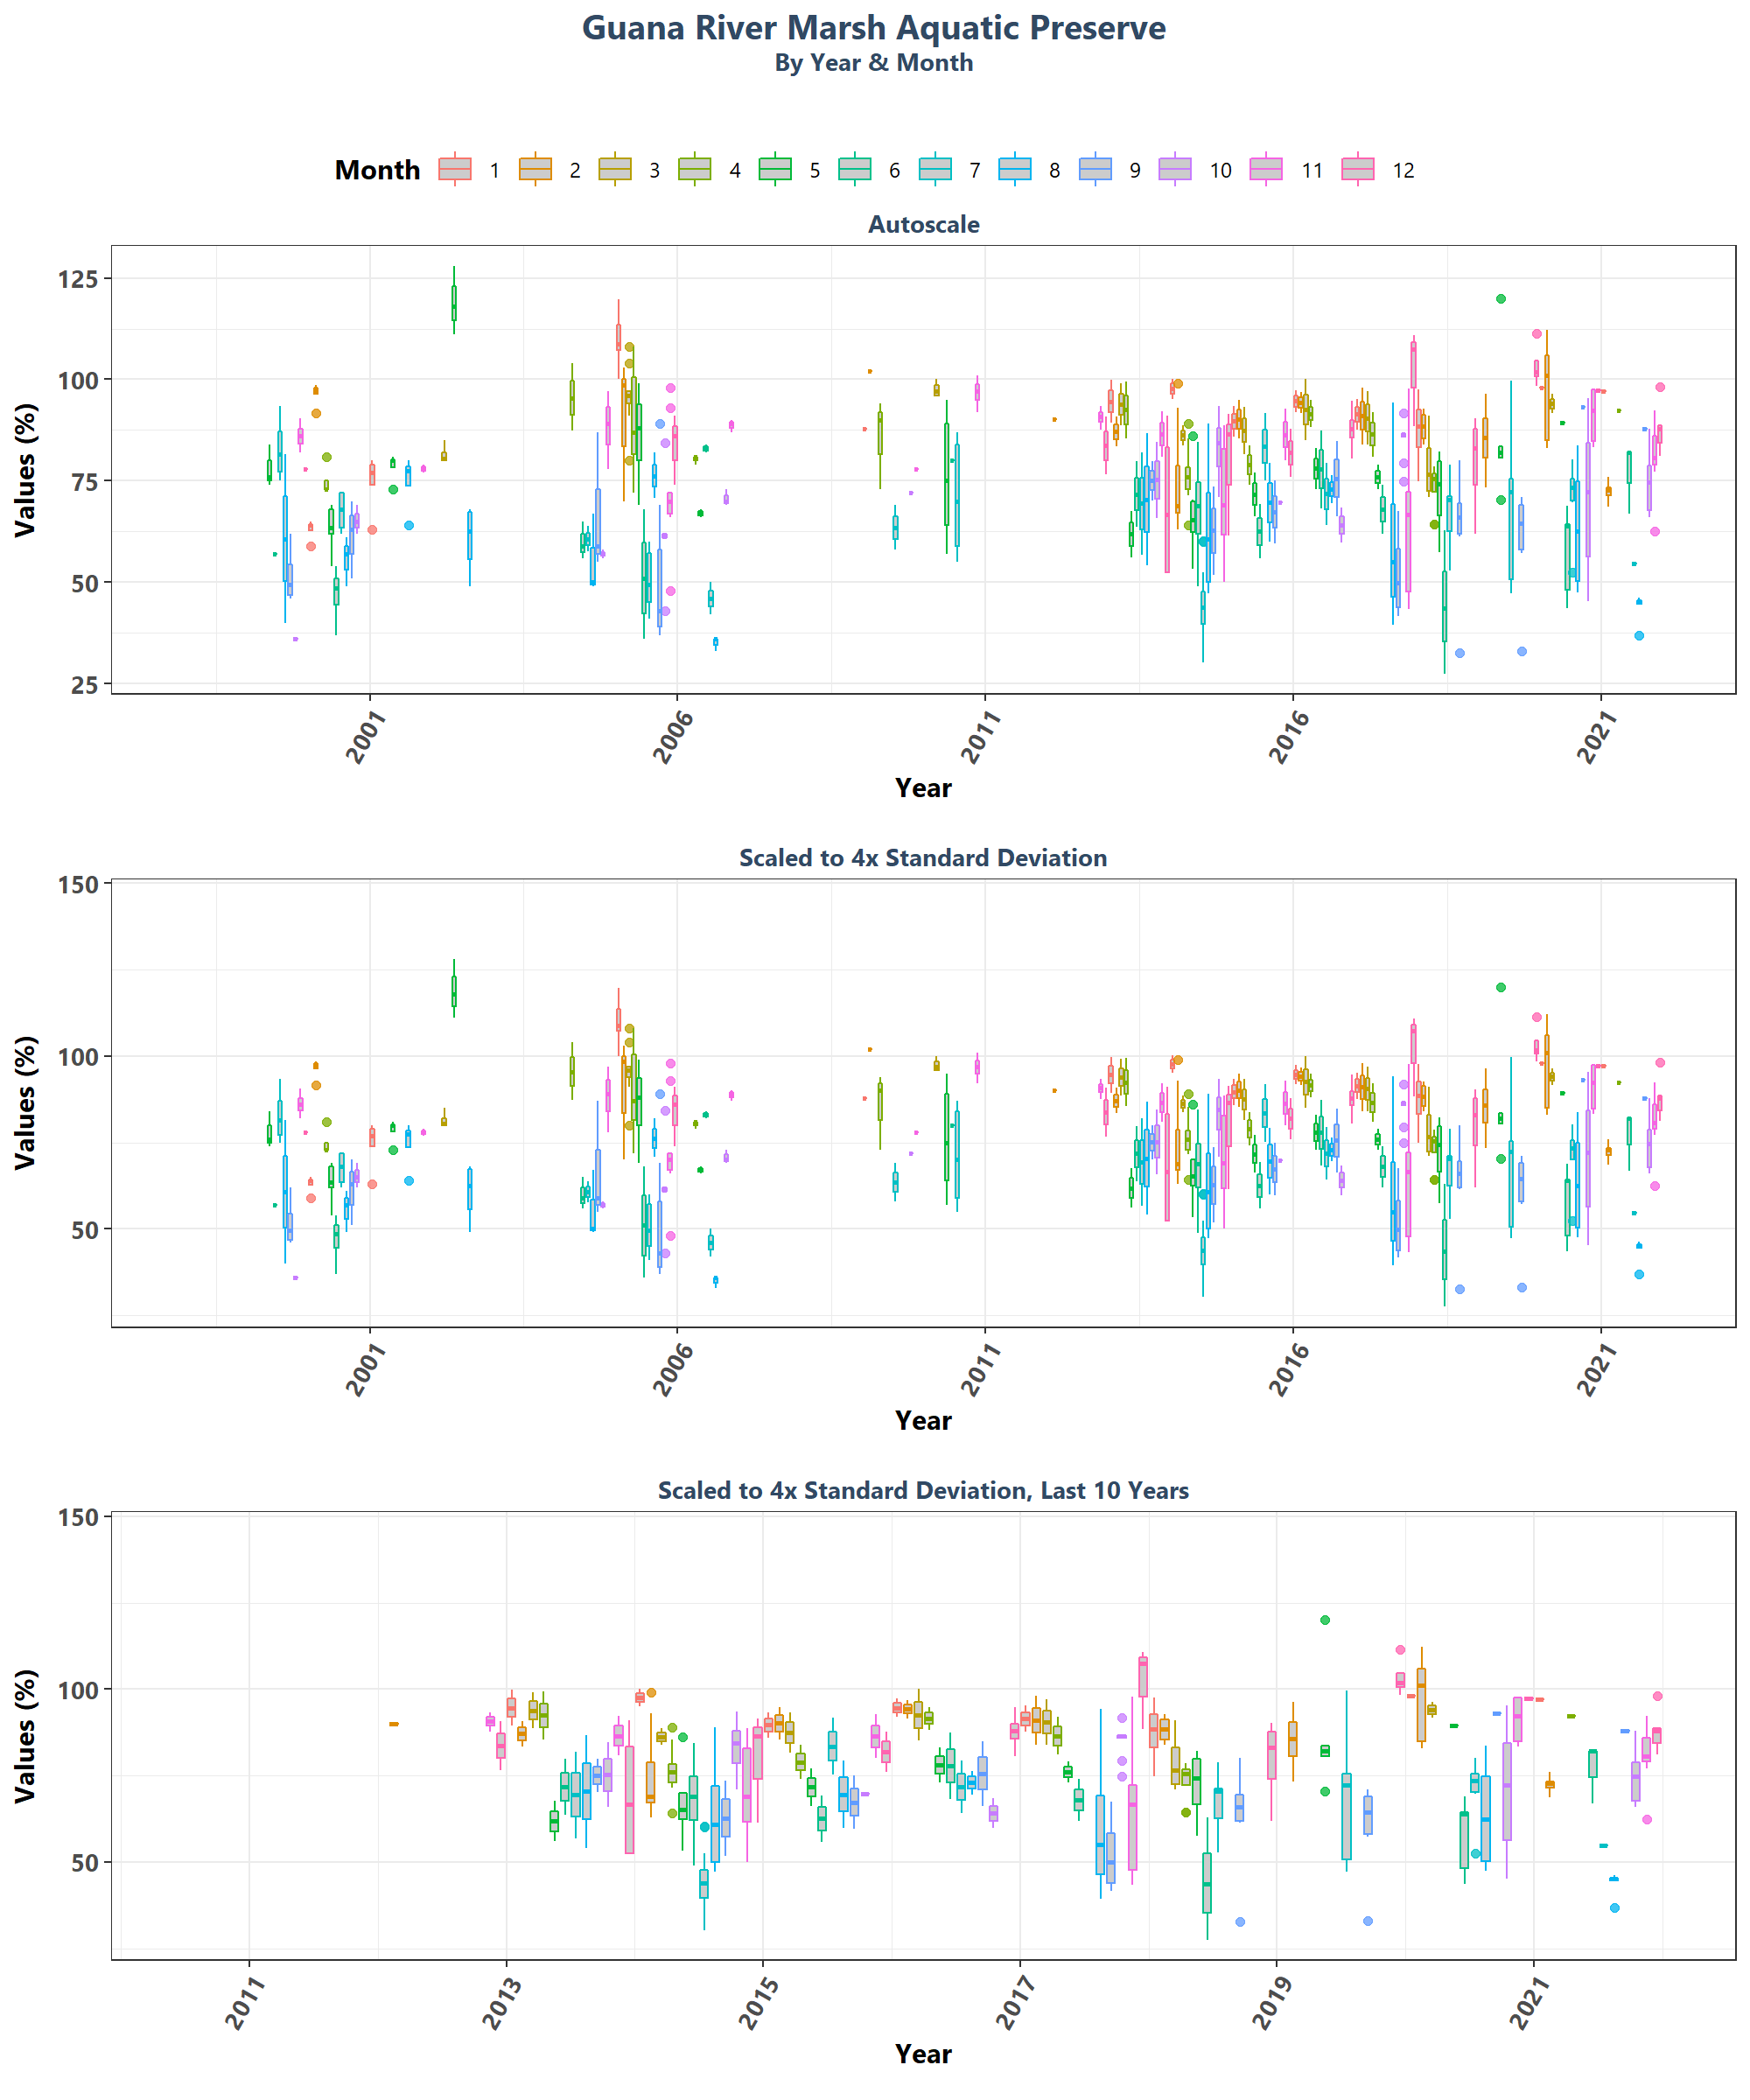 Guana River Marsh Aquatic Preserve
By Year & Month
Month 1 2 3 4 5 6 7 8 9 10 11 12
Autoscale
Values (%)
125
100
75
50
25
2001 2006 2011 2016 2021
Year
Scaled to 4x Standard Deviation
Values (%)
150
100
50
2001 2006 2011 2016 2021
Year
Scaled to 4x Standard Deviation, Last 10 Years
Values (%)
150
100
50
2011 2013 2015 2017 2019 2021
Year